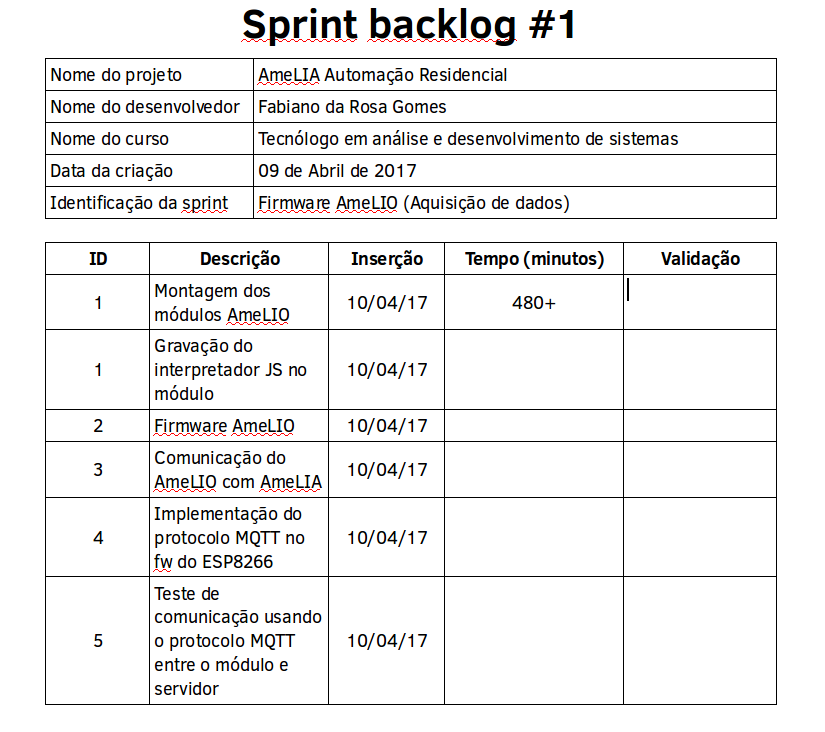 Sprint backlog #1
Nome do projeto AmeLIA Automação Residencial
Nome do desenvolvedor Fabiano da Rosa Gomes
Nome do curso Tecnólogo em análise e desenvolvimento de sistemas
Data da criação 09 de Abril de 2017
Identificação da sprint Firmware AmeLIO (Aquisição de dados)
ID Descrição Inserção Tempo (minutos) Validação
Montagem dos
1 módulos AmeLIO 10/04/17 480+
Gravação do
1 interpretador JS no 10/04/17
módulo
2 Firmware AmeLIO 10/04/17
Comunicação do
3 AmeLIO com AmeLIA 10/04/17
Implementação do
4 protocolo MQTT no 10/04/17
fw do ESP8266
Teste de
comunicação usando
5 o protocolo MQTT 10/04/17
entre o módulo e
servidor